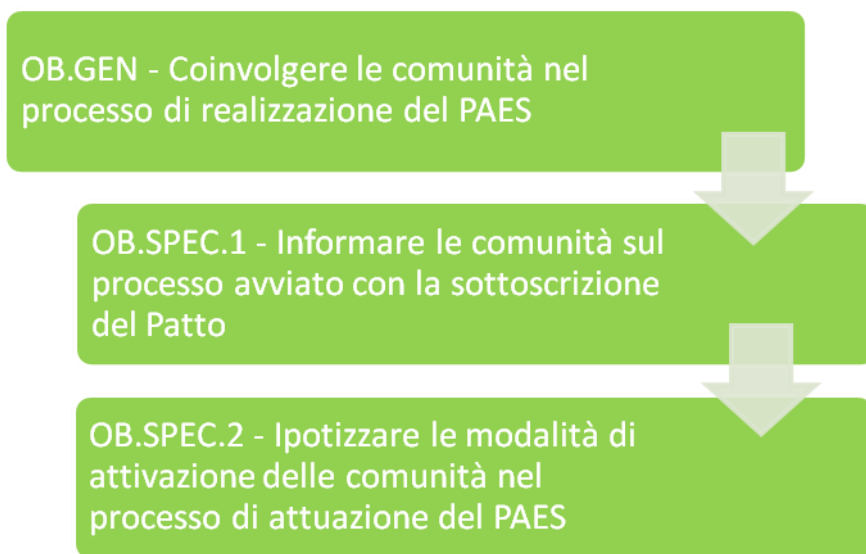 OB.GEN - Coinvolgere le comunità nel
processo di realizzazione del PAES
OB.SPEC.1 - Informare le comunità sul
processo avviato con la sottoscrizione
del Patto
OB.SPEC.2 - Ipotizzare le modalità di
attivazione delle comunità nel
processo di attuazione del PAES